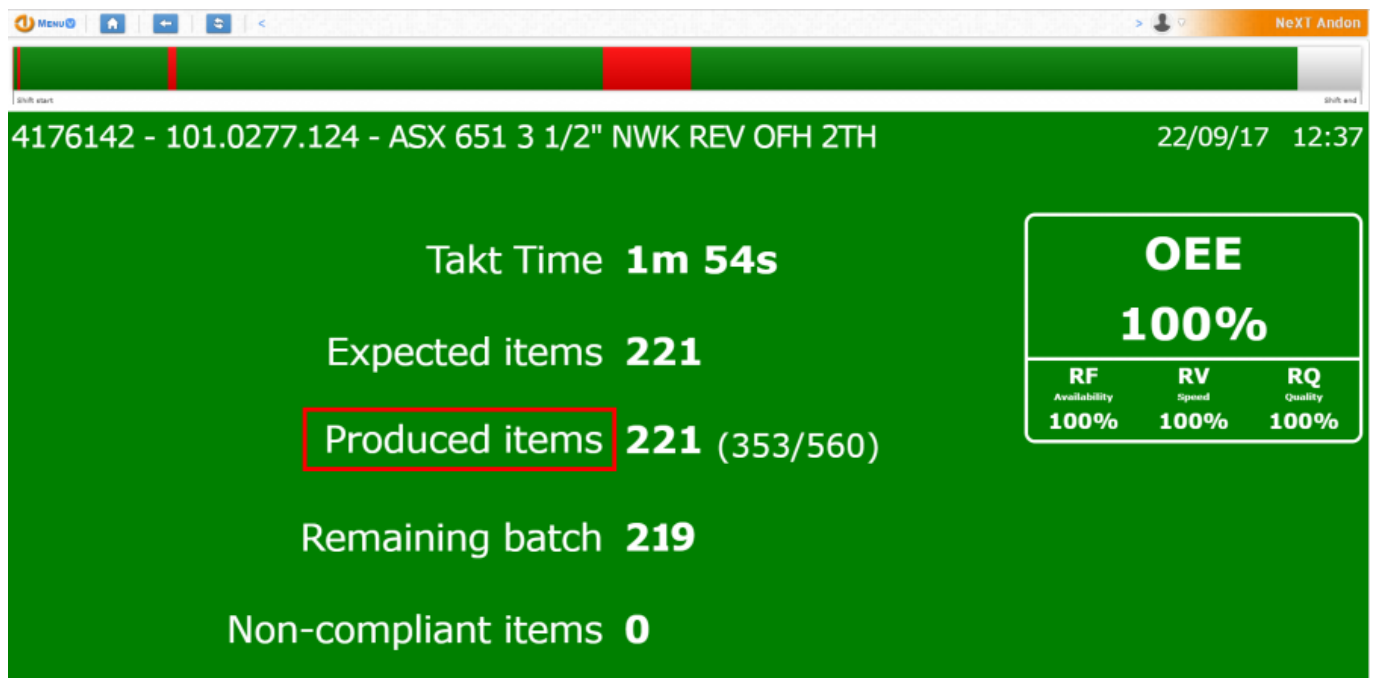 MENU
< > NeXT Andon
Shift start Shift end
4176142 - 101.0277.124 - ASX 651 3 1/2" NWK REV OFH 2TH 22/09/17 12:37
Takt Time 1m 54s
Expected items 221
Produced items 221 (353/560)
Remaining batch 219
Non-compliant items 0
OEE
100%
RF RV RQ
Availability Speed Quality
100% 100% 100%